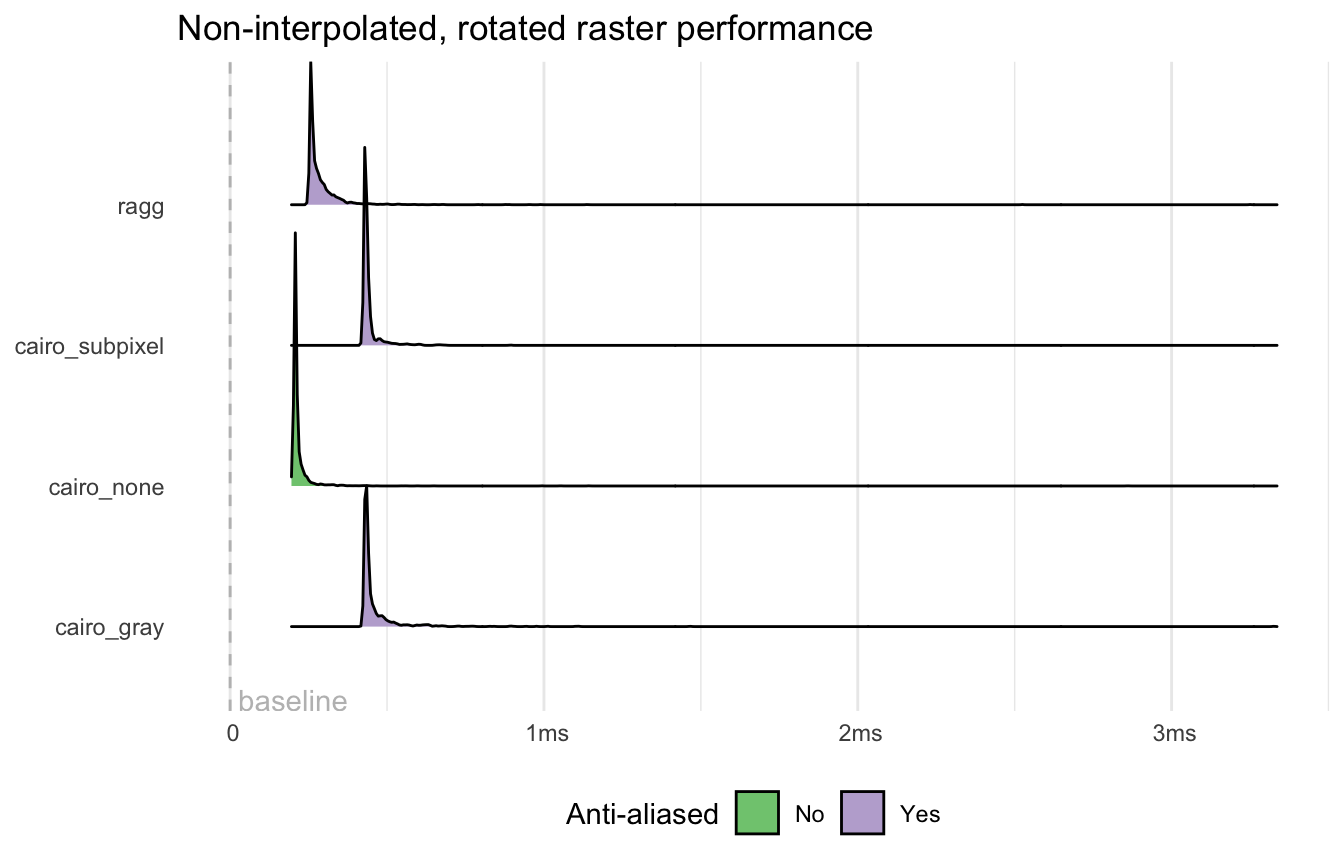 Non-interpolated, rotated raster performance
ragg
cairo_subpixel
cairo_none
cairo_gray
baseline
0 1ms 2ms 3ms
Anti-aliased No Yes